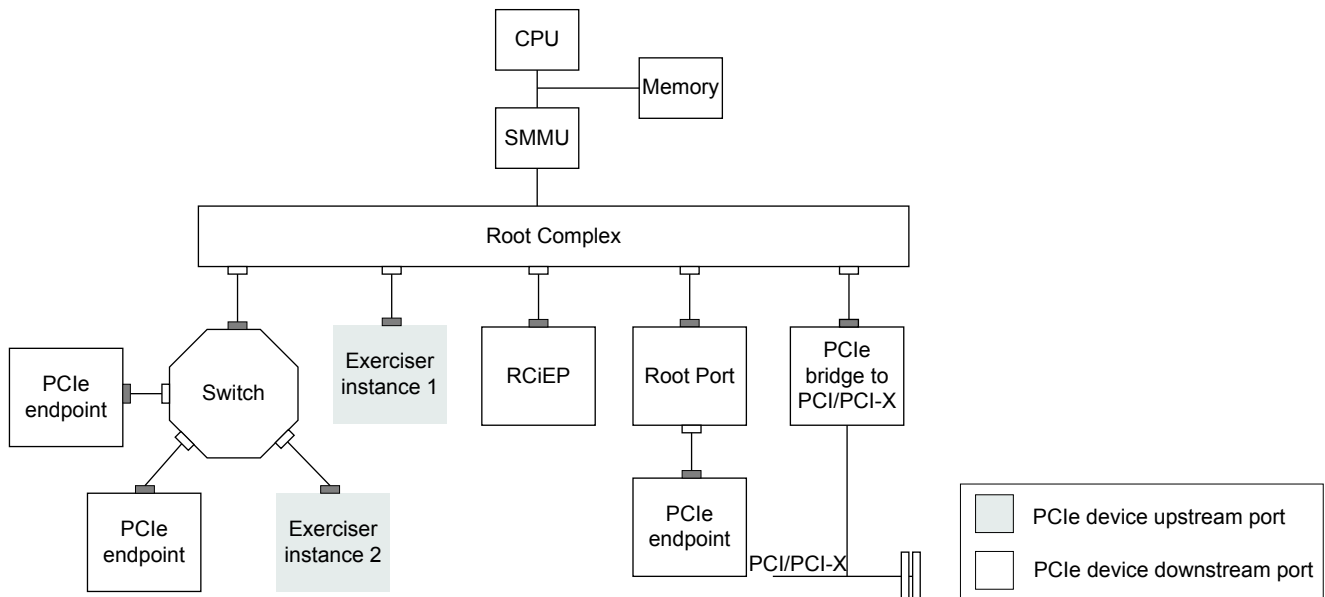 CPU
Memory
SMMU
Root Complex
PCIe
endpoint
Switch
Exerciser
instance 1
RCiEP
Root Port
PCIe
bridge to
PCI/PCI-X
PCIe
endpoint
Exerciser
instance 2
PCIe
endpoint
PCI/PCI-X
PCIe device upstream port
PCIe device downstream port